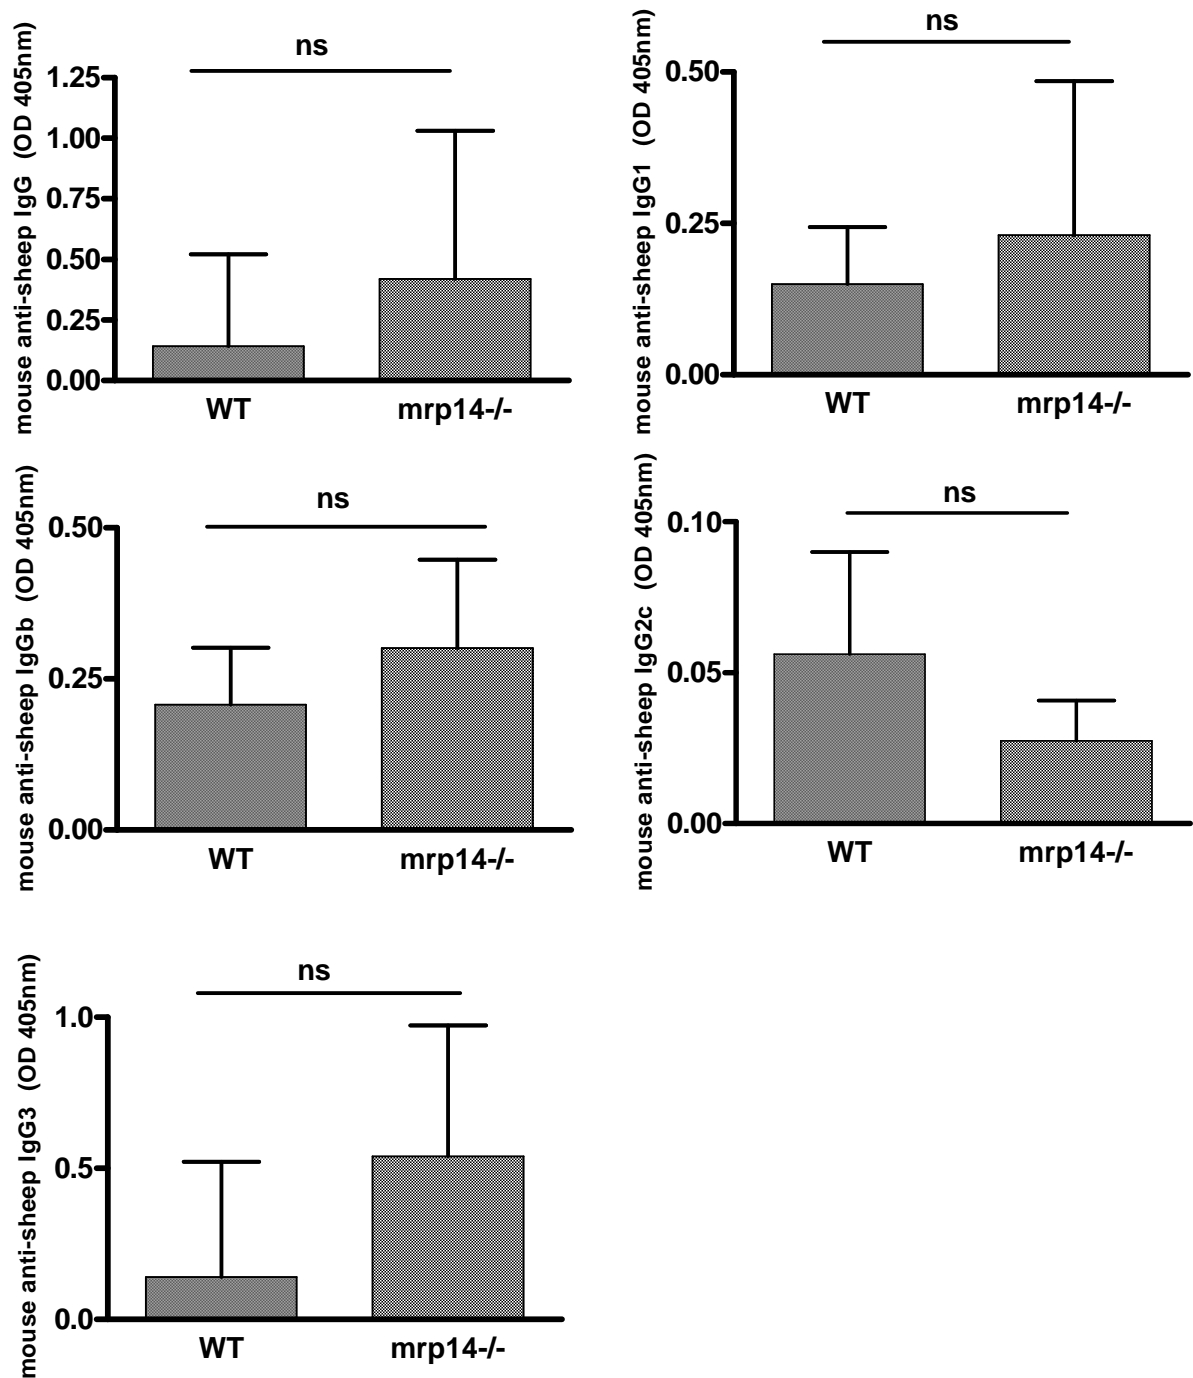 ns
mouse anti-sheep IgG (OD 405nm)
1.25
1.00
0.75
0.50
0.25
0.00
WT mrp14-/-
ns
mouse anti-sheep IgG1 (OD 405nm)
0.50
0.25
0.00
WT mrp14-/-
ns
mouse anti-sheep IgGb (OD 405nm)
0.50
0.25
0.00
WT mrp14-/-
ns
mouse anti-sheep IgG2c (OD 405nm)
0.10
0.05
0.00
WT mrp14-/-
ns
mouse anti-sheep IgG3 (OD 405nm)
1.0
0.5
0.0
WT mrp14-/-